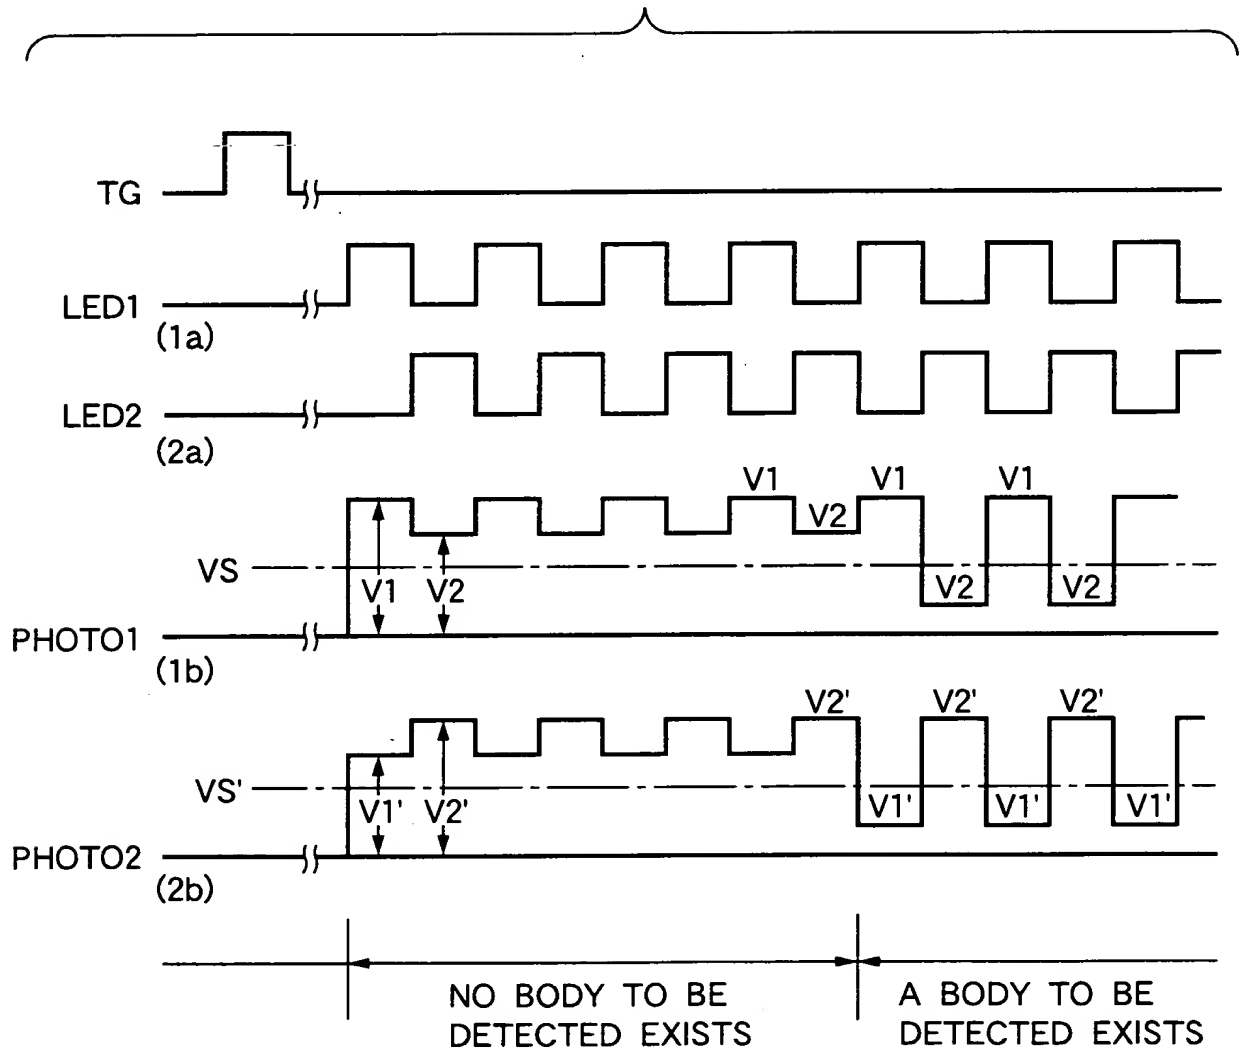 TG
LED1
(1a)
LED2
(2a)
V1 V1 V1
V2
VS
V1 V2 V2 V2
PHOTO1
(1b)
V2' V2' V2'
VS'
V1' V2' V1' V1' V1'
PHOTO2
(2b)
NO BODY TO BE
DETECTED EXISTS
A BODY TO BE
DETECTED EXISTS